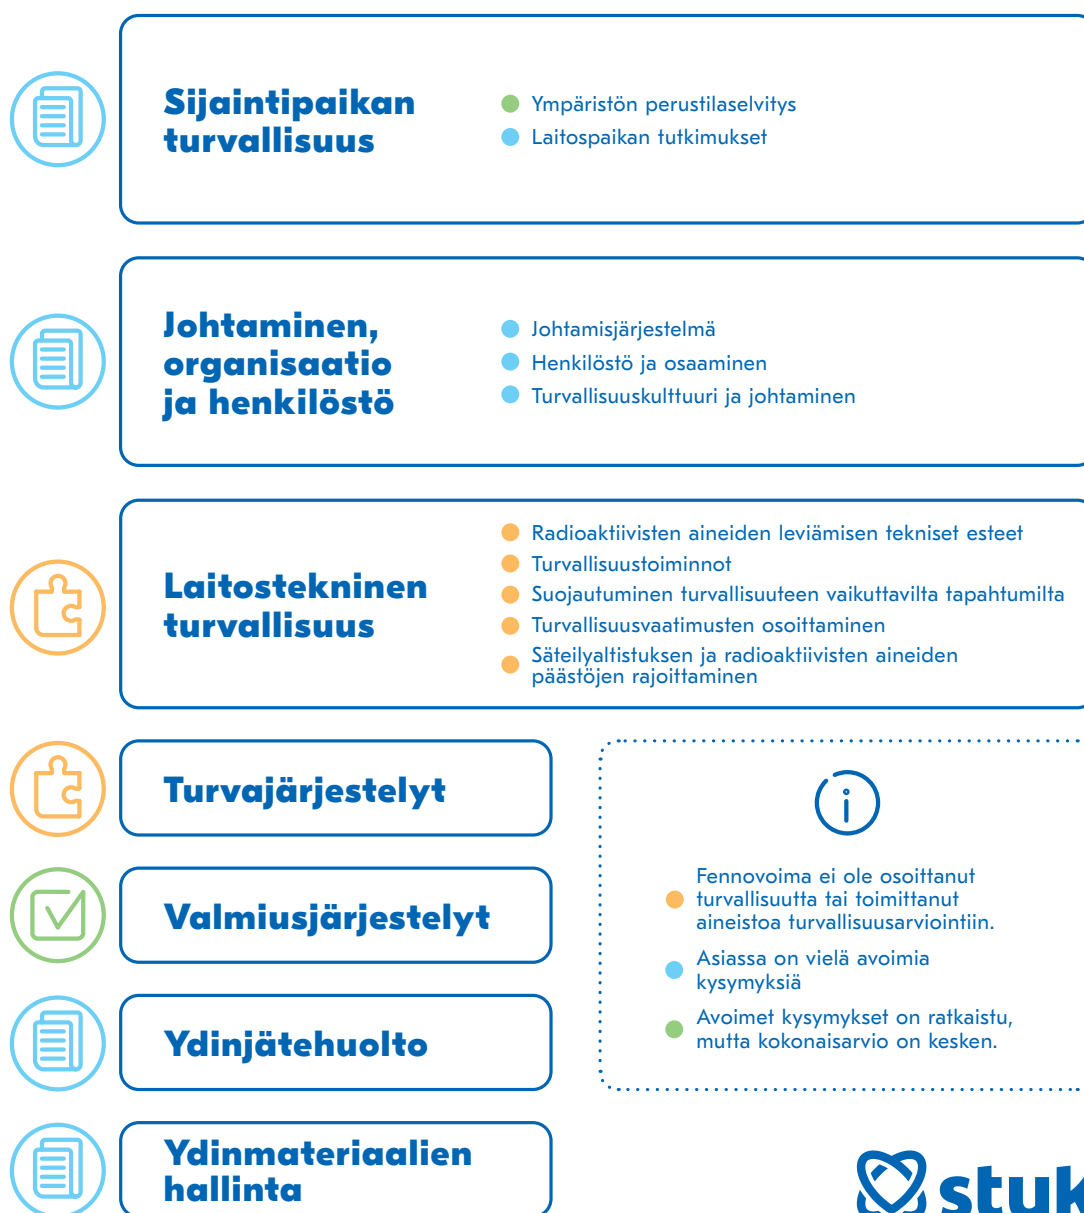 Sijaintipaikan
turvallisuus
Ympäristön perustilaselvitys
Laitospaikan tutkimukset
Johtaminen,
organisaatio
ja henkilöstö
Johtamisjärjestelmä
Henkilöstö ja osaaminen
Turvallisuuskulttuuri ja johtaminen
Laitostekninen
turvallisuus
Radioaktiivisten aineiden leviämisen tekniset esteet
Turvallisuustoiminnot
Suojautuminen turvallisuuteen vaikuttavilta tapahtumilta
Turvallisuusvaatimusten osoittaminen
Säteilyaltistuksen ja radioaktiivisten aineiden
päästöjen rajoittaminen
Turvajärjestelyt
Valmiusjärjestelyt
Ydinjätehuolto
Ydinmateriaalien
hallinta
i
Fennovoima ei ole osoittanut
turvallisuutta tai toimittanut
aineistoa turvallisuusarviointiin.
Asiassa on vielä avoimia
kysymyksiä
Avoimet kysymykset on ratkaistu,
mutta kokonaisarvio on kesken.
stuk